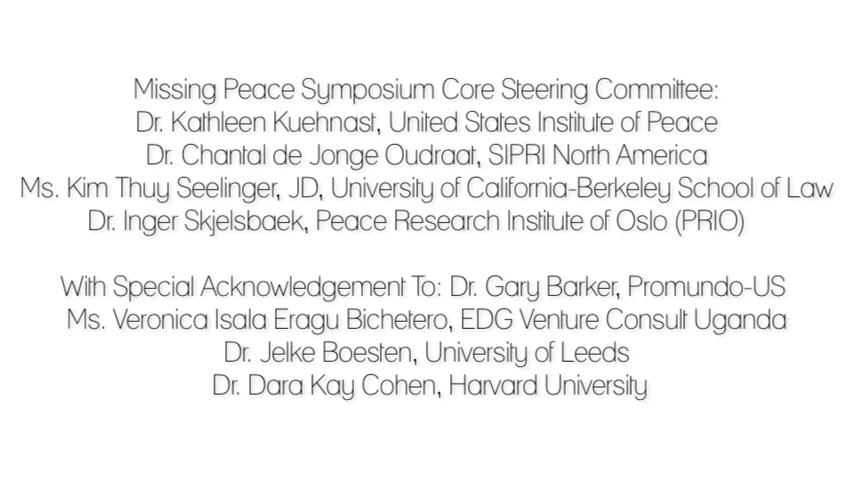 Missing Peace Symposium Core Steering Committee:
Dr. Kathleen Kuehnast, United States Institute of Peace
Dr. Chantal de Jonge Oudraat, SIPRI North America
Ms. Kim Thuy Seelinger, JD, University of California-Berkeley School of Law
Dr. Inger Skjelsbaek, Peace Research Institute of Oslo (PRIO)
With Special Acknowledgement To: Dr. Gary Barker, Promundo-US
Ms. Veronica Isala Eragu Bichetero, EDG Venture Consult Uganda
Dr. Jelke Boesten, University of Leeds
Dr. Dara Kay Cohen, Harvard University